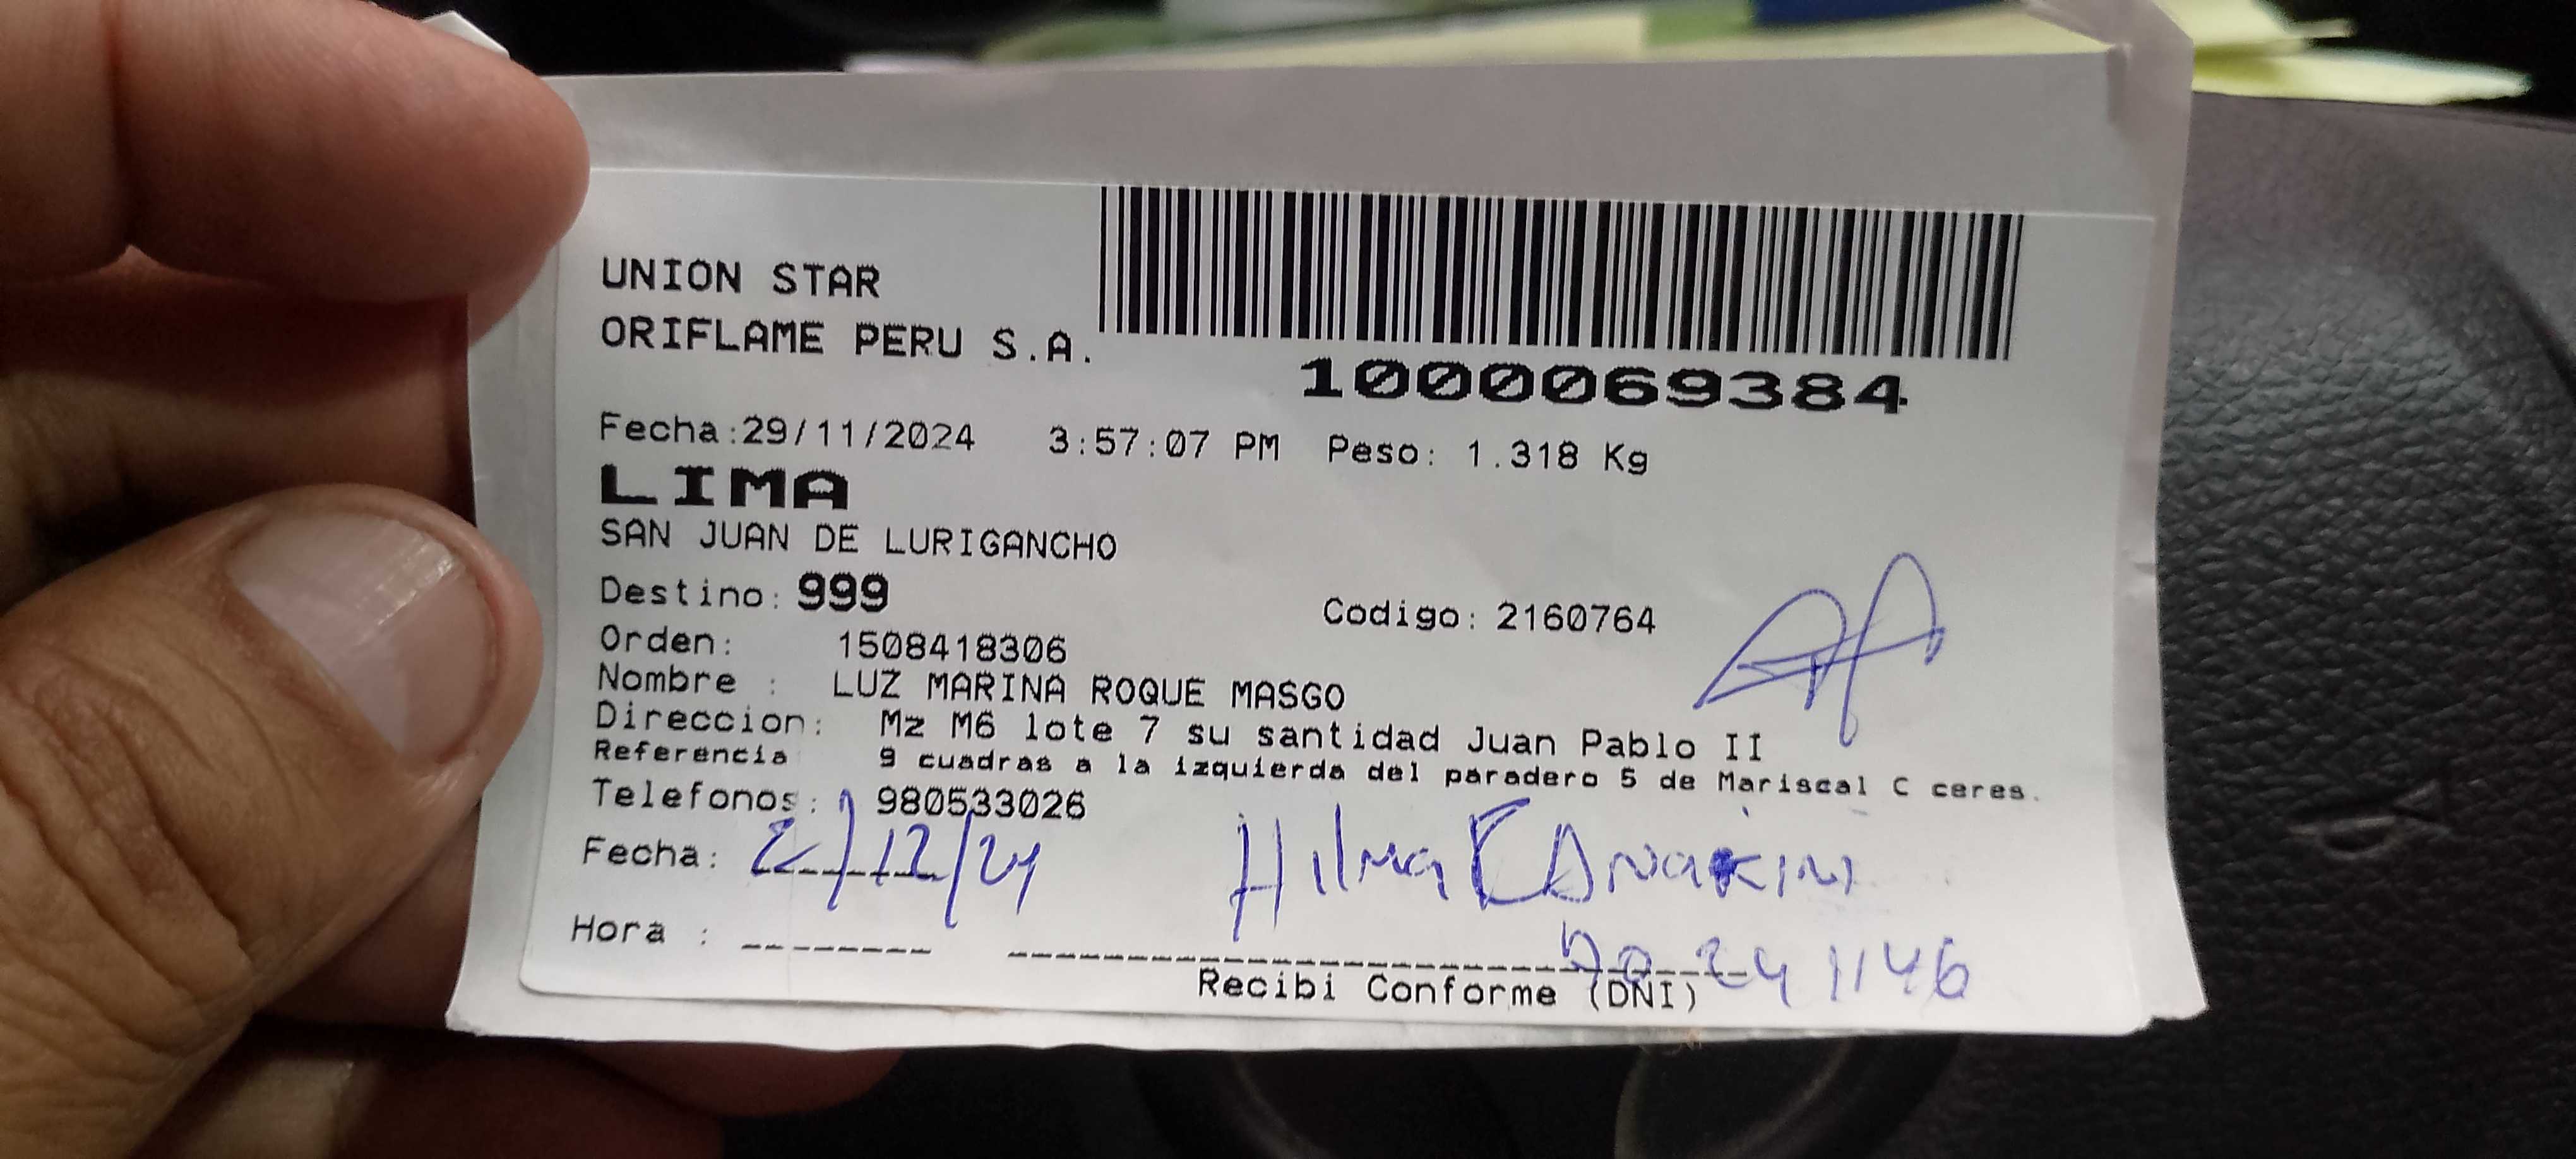 UNION STAR
ORIFLAME PERU S.A.
1000069384
Fecha:29/11/2024 3:57:07 PM Peso: 1.318 Kg
LIMA
SAN JUAN DE LURIGANCHO
Destino: 999
Codigo: 2160764
Orden: 1508418306
Nombre : LUZ MARINA ROQUE MASGO
Direccion: Mz M6 lote 7 su santidad Juan Pablo II
Referencia 9 cuadras a la izquierda del paradero 5 de Mariscal C ceres.
Telefonos: 980533026
Fecha: 2/12/24
Hilma
Hora :
Recibi Conforme (DNI)